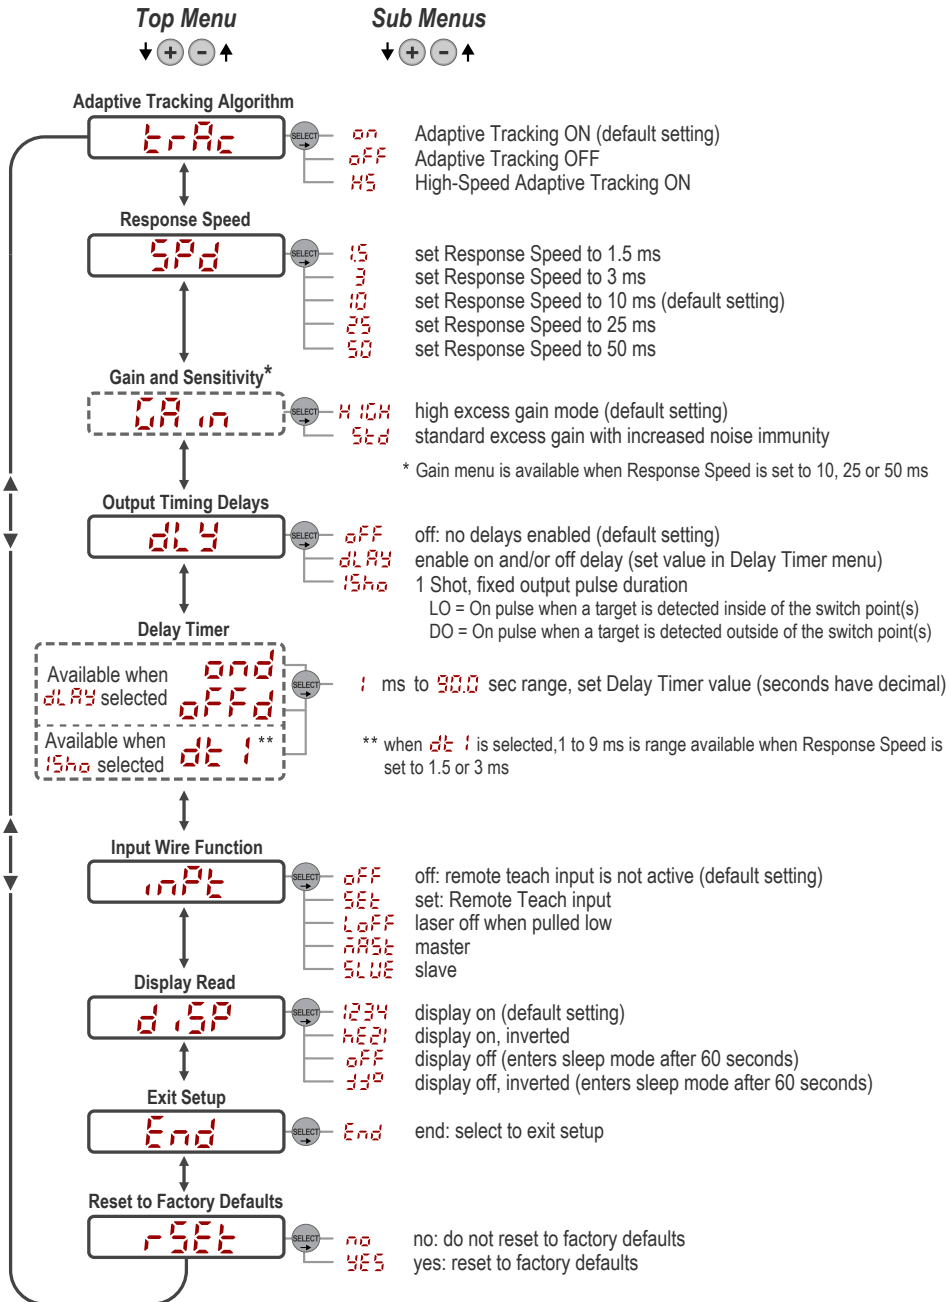 Top Menu Sub Menus
+ - + -
Adaptive Tracking Algorithm
trAc SELECT on Adaptive Tracking ON (default setting)
oFF Adaptive Tracking OFF
HS High-Speed Adaptive Tracking ON
Response Speed
SPd SELECT 1.5 set Response Speed to 1.5 ms
3 set Response Speed to 3 ms
10 set Response Speed to 10 ms (default setting)
25 set Response Speed to 25 ms
50 set Response Speed to 50 ms
Gain and Sensitivity*
GAin SELECT HIGH high excess gain mode (default setting)
Std standard excess gain with increased noise immunity
* Gain menu is available when Response Speed is set to 10, 25 or 50 ms
Output Timing Delays
dLY SELECT oFF off: no delays enabled (default setting)
dLAY enable on and/or off delay (set value in Delay Timer menu)
1Sho 1 Shot, fixed output pulse duration
LO = On pulse when a target is detected inside of the switch point(s)
DO = On pulse when a target is detected outside of the switch point(s)
Delay Timer
Available when dLAY selected ond oFFd SELECT 1 ms to 90.0 sec range, set Delay Timer value (seconds have decimal)
Available when 1Sho selected dt1 ** ** when dt1 is selected,1 to 9 ms is range available when Response Speed is
set to 1.5 or 3 ms
Input Wire Function
inPt SELECT oFF off: remote teach input is not active (default setting)
SEt set: Remote Teach input
LoFF laser off when pulled low
mASt master
SLVE slave
Display Read
diSP SELECT 1234 display on (default setting)
hEZ1 display on, inverted
oFF display off (enters sleep mode after 60 seconds)
display off, inverted (enters sleep mode after 60 seconds)
Exit Setup
End SELECT End end: select to exit setup
Reset to Factory Defaults
rSEt SELECT no no: do not reset to factory defaults
YES yes: reset to factory defaults